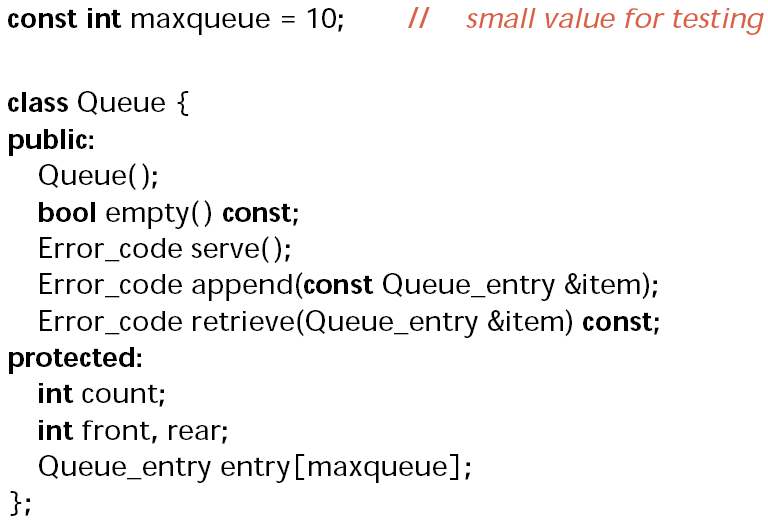 const int maxqueue = 10; // small value for testing
class Queue {
public:
Queue();
bool empty() const;
Error_code serve();
Error_code append(const Queue_entry &item);
Error_code retrieve(Queue_entry &item) const;
protected:
int count;
int front, rear;
Queue_entry entry[maxqueue];
};